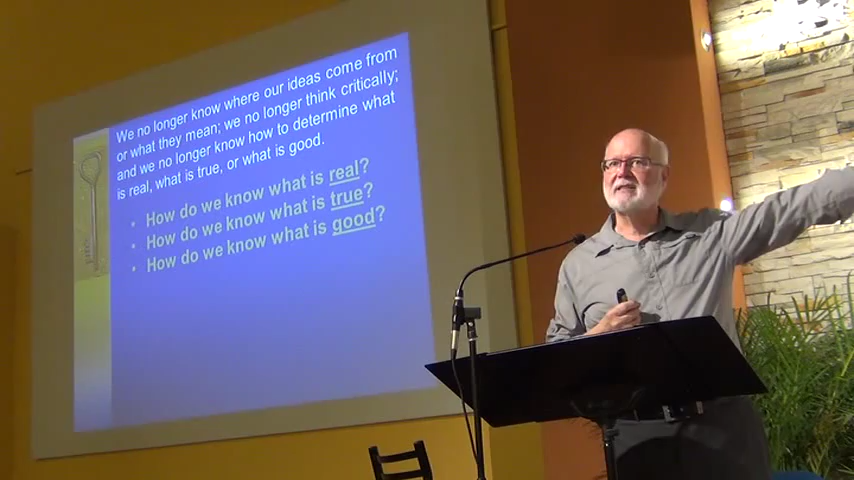 We no longer know where our ideas come from
or what they mean; we no longer think critically;
and we no longer know how to determine what
is real, what is true, or what is good.
• How do we know what is real?
• How do we know what is true?
• How do we know what is good?